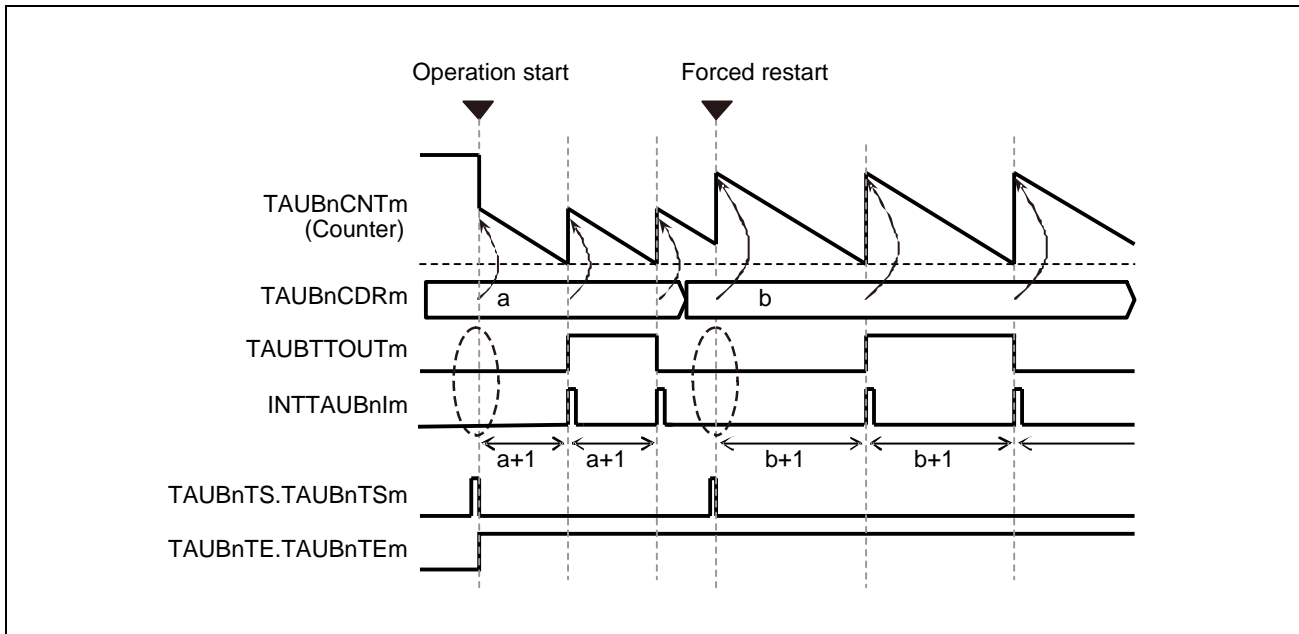 Operation start
Forced restart
TAUBnCNTm
(Counter)
TAUBnCDRm
a
b
TAUBTTOUTm
INTTAUBnIm
a+1
a+1
b+1
b+1
TAUBnTS.TAUBnTSm
TAUBnTE.TAUBnTEm